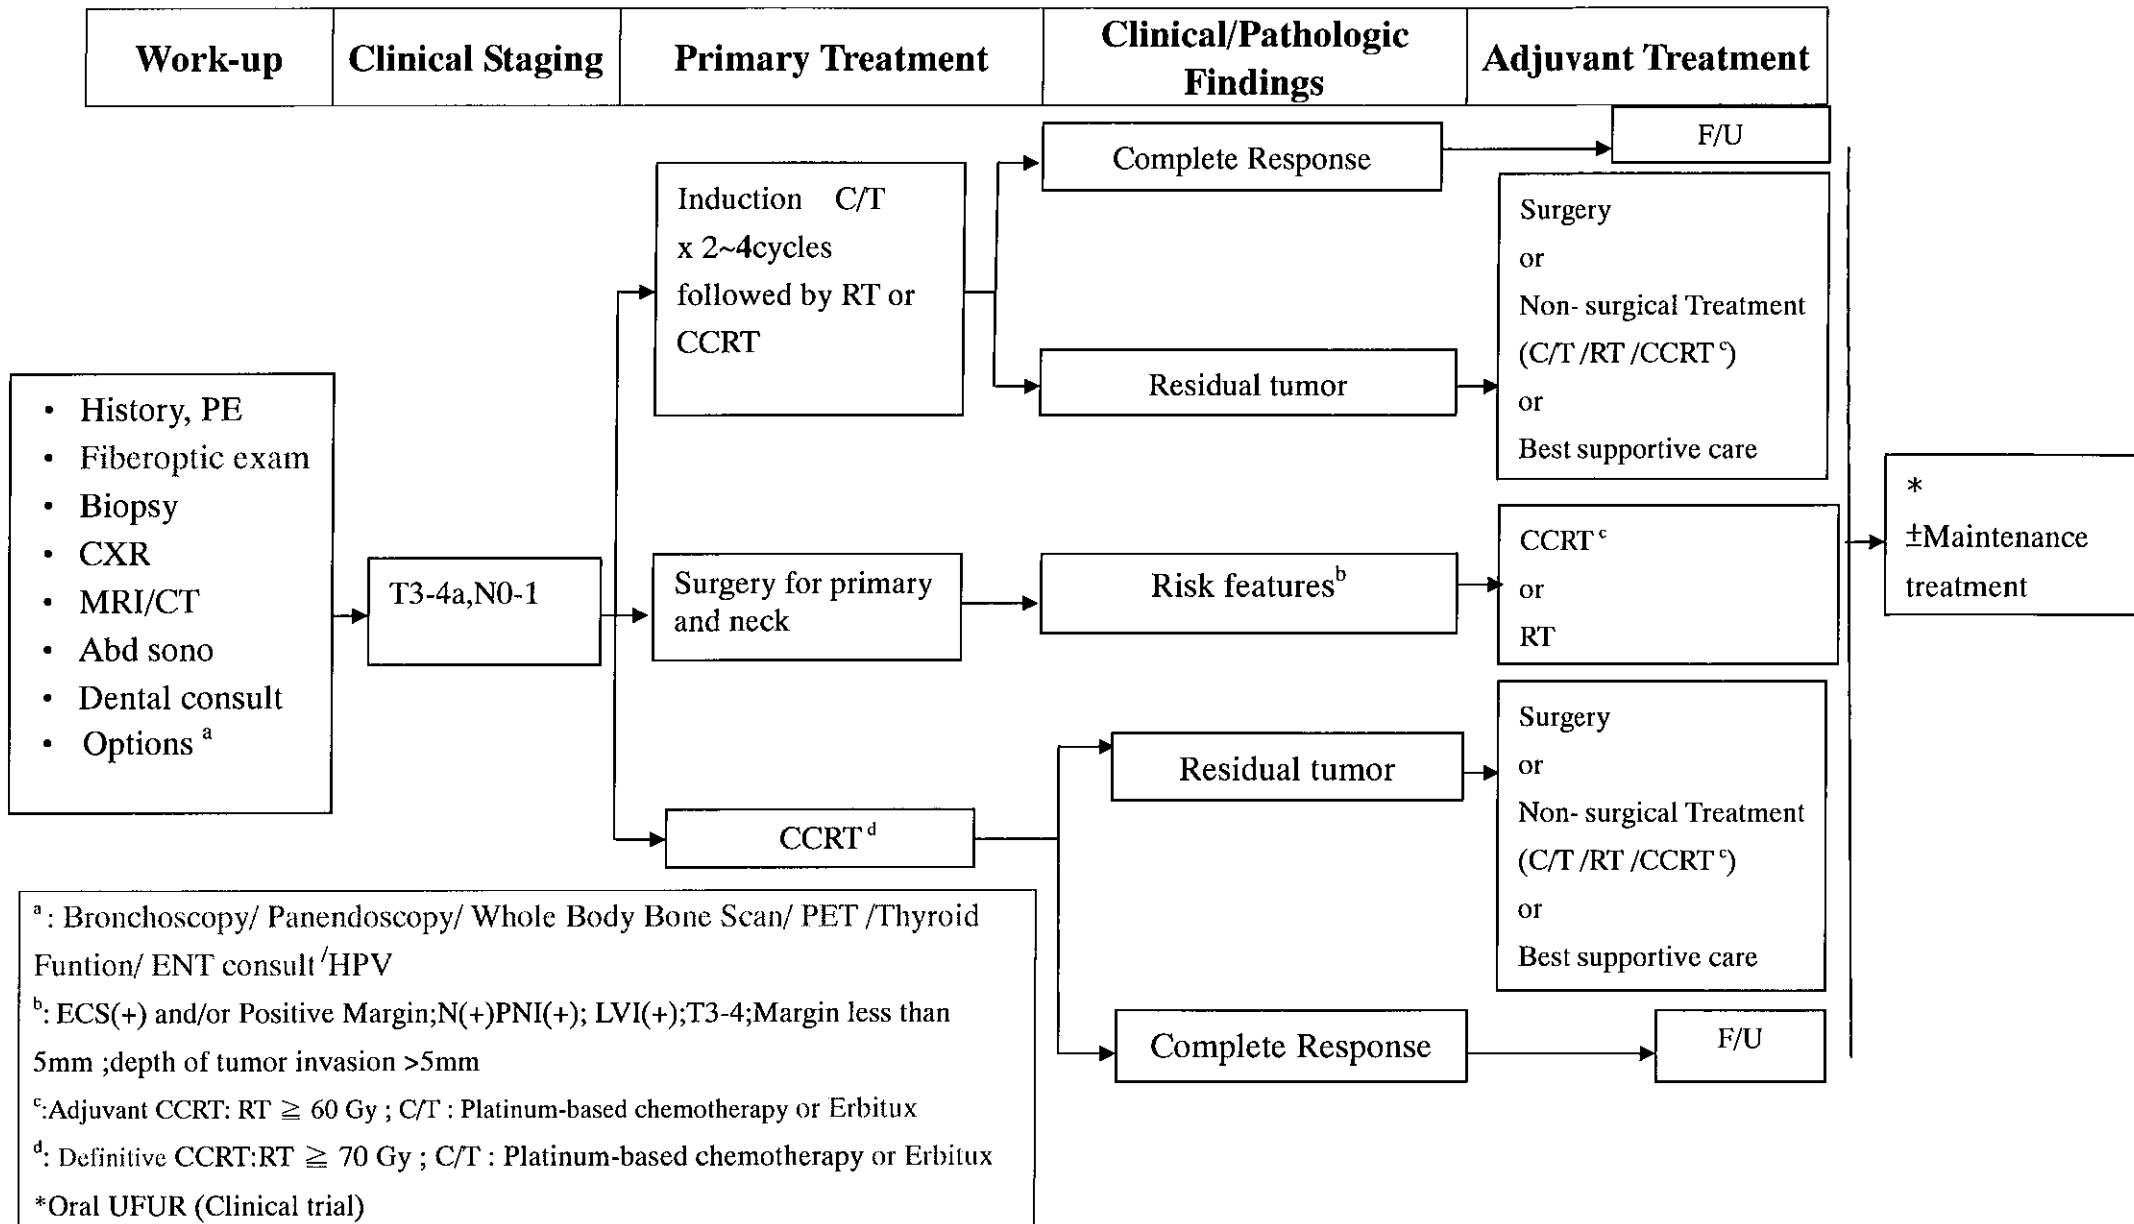 Work-up
Clinical Staging
Primary Treatment
Clinical/Pathologic
Findings
Adjuvant Treatment
• History, PE
• Fiberoptic exam
• Biopsy
• CXR
• MRI/CT
• Abd sono
• Dental consult
• Options a
T3-4a,N0-1
Induction C/T
x 2~4cycles
followed by RT or
CCRT
Complete Response
F/U
Residual tumor
Surgery
or
Non- surgical Treatment
(C/T /RT /CCRT c)
or
Best supportive care
Surgery for primary
and neck
Risk features b
CCRT c
or
RT
CCRT d
Residual tumor
Surgery
or
Non- surgical Treatment
(C/T /RT /CCRT c)
or
Best supportive care
Complete Response
F/U
*
±Maintenance
treatment
a : Bronchoscopy/ Panendoscopy/ Whole Body Bone Scan/ PET /Thyroid
Funtion/ ENT consult /HPV
b: ECS(+) and/or Positive Margin;N(+)PNI(+); LVI(+);T3-4;Margin less than
5mm ;depth of tumor invasion >5mm
c:Adjuvant CCRT: RT ≧ 60 Gy ; C/T : Platinum-based chemotherapy or Erbitux
d: Definitive CCRT:RT ≧ 70 Gy ; C/T : Platinum-based chemotherapy or Erbitux
*Oral UFUR (Clinical trial)